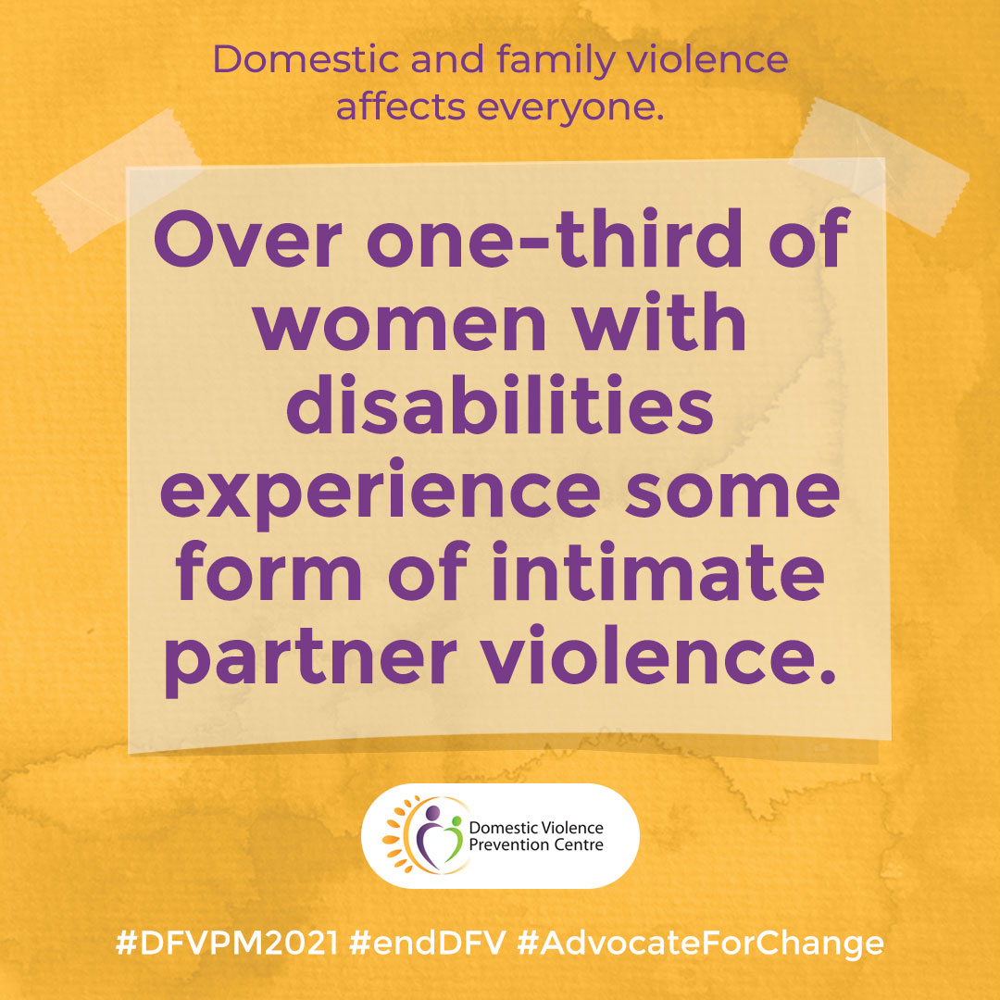 Domestic and family violence
affects everyone.
Over one-third of
women with
disabilities
experience some
form of intimate
partner violence.
Domestic Violence
Prevention Centre
#DFVPM2021 #endDFV #AdvocateForChange